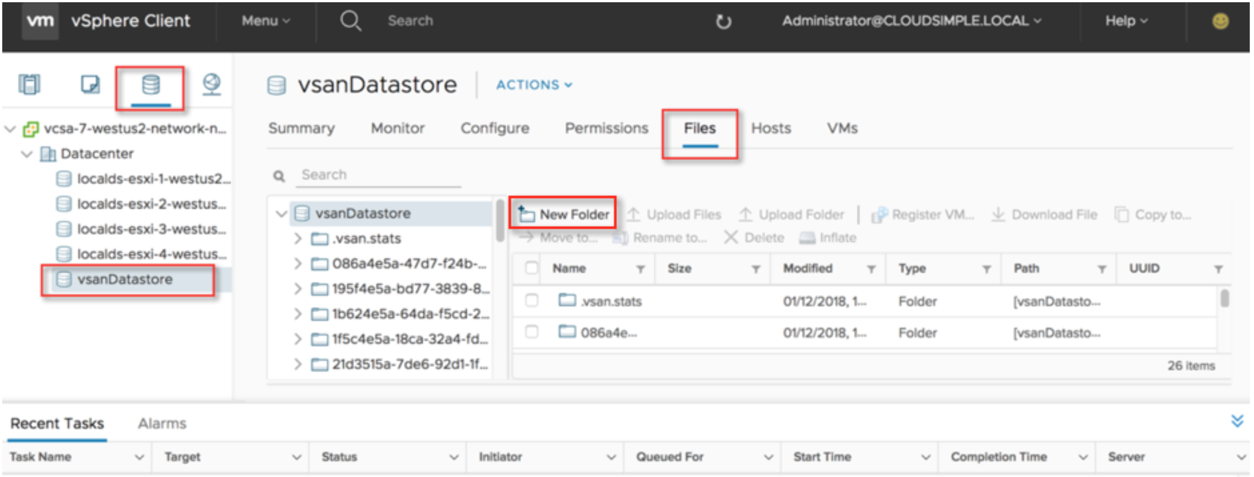 vm vSphere Client Menu Search Administrator@CLOUDSIMPLE.LOCAL Help
vcsa-7-westus2-network-n...
Datacenter
localds-esxi-1-westus2...
localds-esxi-2-westus...
localds-esxi-3-westus...
localds-esxi-4-westus...
vsanDatastore
vsanDatastore ACTIONS
Summary Monitor Configure Permissions Files Hosts VMs
Search
vsanDatastore
.vsan.stats
086a4e5a-47d7-f24b-...
195f4e5a-bd77-3839-8...
1b624e5a-64da-f5cd-2...
1f5c4e5a-18ca-32a4-fd...
21d3515a-7de6-92d1-1f...
New Folder Upload Files Upload Folder Register VM... Download File Copy to...
Move to... Rename to... Delete Inflate
Name Size Modified Type Path UUID
.vsan.stats 01/12/2018, 1... Folder [vsanDatasto...
086a4e... 01/12/2018, 1... Folder [vsanDatasto...
26 items
Recent Tasks Alarms
Task Name Target Status Initiator Queued For Start Time Completion Time Server